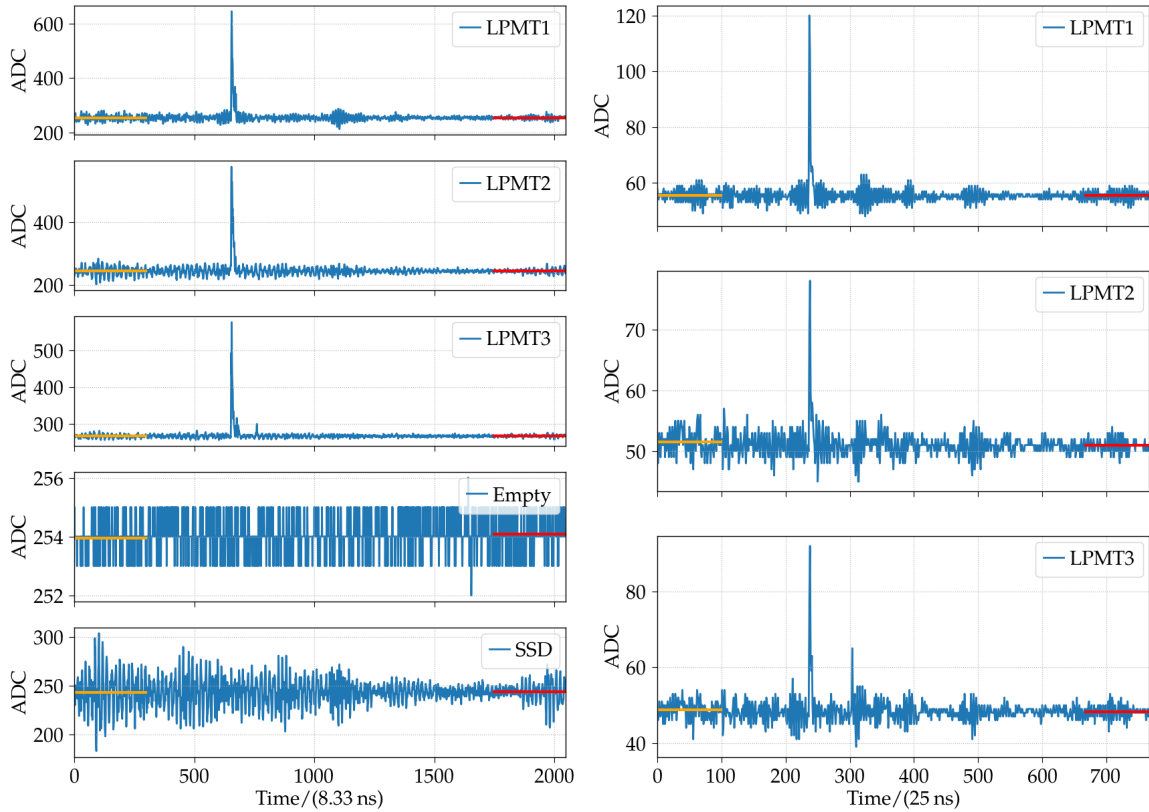 600
400
200
ADC
LPMT1
400
200
ADC
LPMT2
500
400
300
ADC
LPMT3
256
254
252
ADC
Empty
300
250
200
ADC
SSD
0 500 1000 1500 2000
Time/(8.33 ns)
120
100
80
60
ADC
LPMT1
70
60
50
ADC
LPMT2
80
60
40
ADC
LPMT3
0 100 200 300 400 500 600 700
Time/(25 ns)